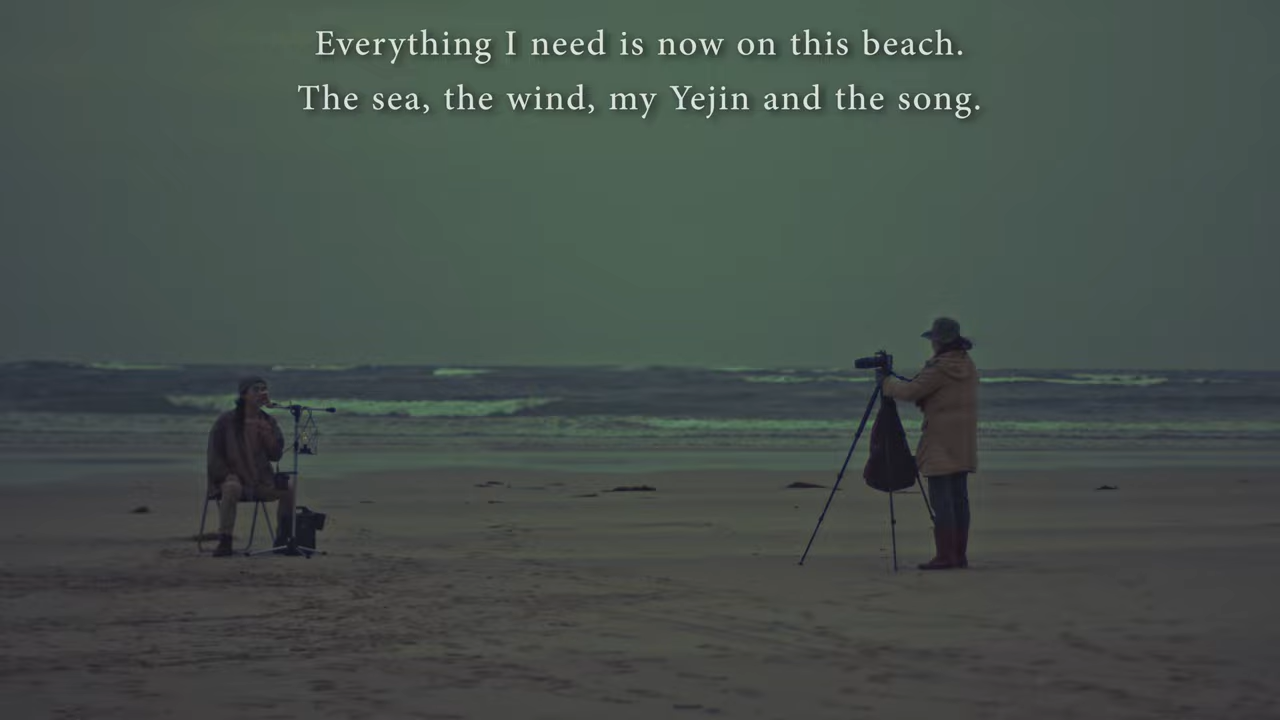 Everything I need is now on this beach.
The sea, the wind, my Yejin and the song.